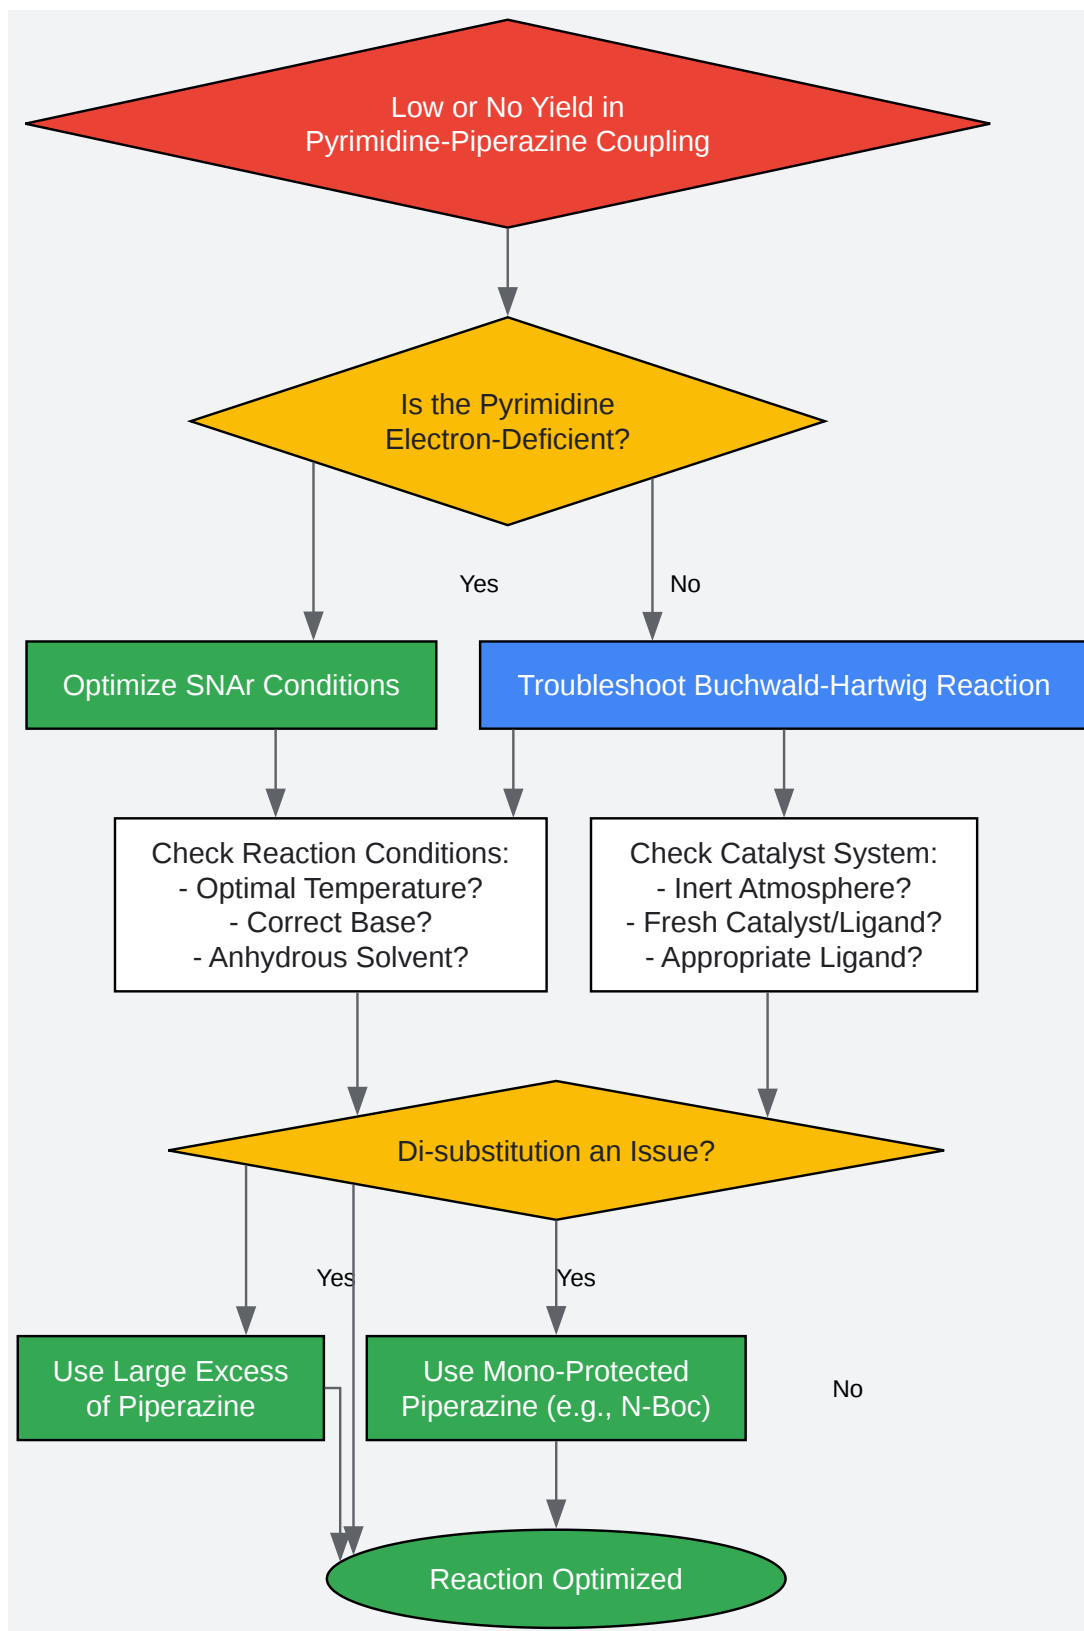 Low or No Yield in
Pyrimidine-Piperazine Coupling
Is the Pyrimidine
Electron-Deficient?
Yes
No
Optimize SNAr Conditions
Troubleshoot Buchwald-Hartwig Reaction
Check Reaction Conditions:
- Optimal Temperature?
- Correct Base?
- Anhydrous Solvent?
Check Catalyst System:
- Inert Atmosphere?
- Fresh Catalyst/Ligand?
- Appropriate Ligand?
Di-substitution an Issue?
Yes
Yes
Use Large Excess
of Piperazine
Use Mono-Protected
Piperazine (e.g., N-Boc)
No
Reaction Optimized